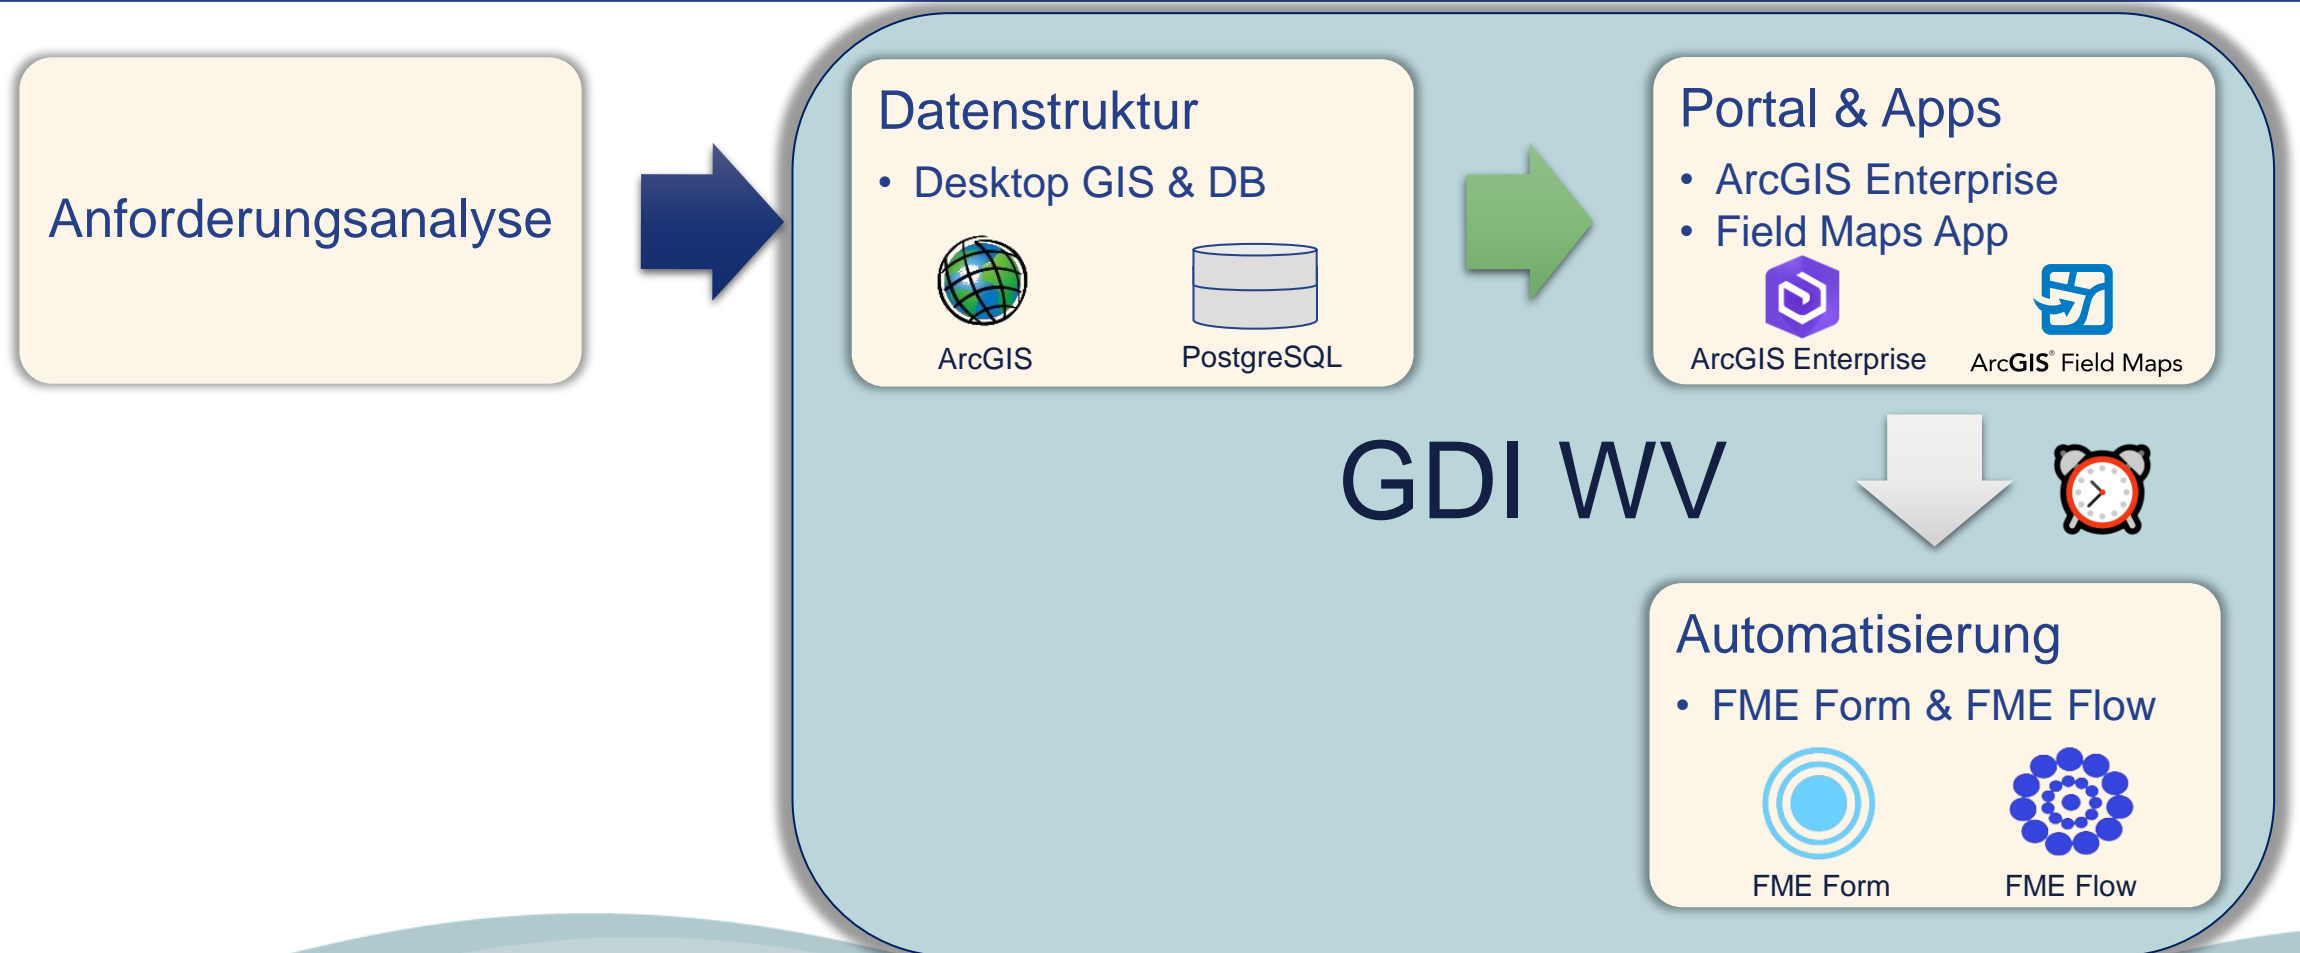 Anforderungsanalyse
Datenstruktur
• Desktop GIS & DB
ArcGIS
PostgreSQL
Portal & Apps
• ArcGIS Enterprise
• Field Maps App
ArcGIS Enterprise
ArcGIS® Field Maps
GDI WV
Automatisierung
• FME Form & FME Flow
FME Form
FME Flow